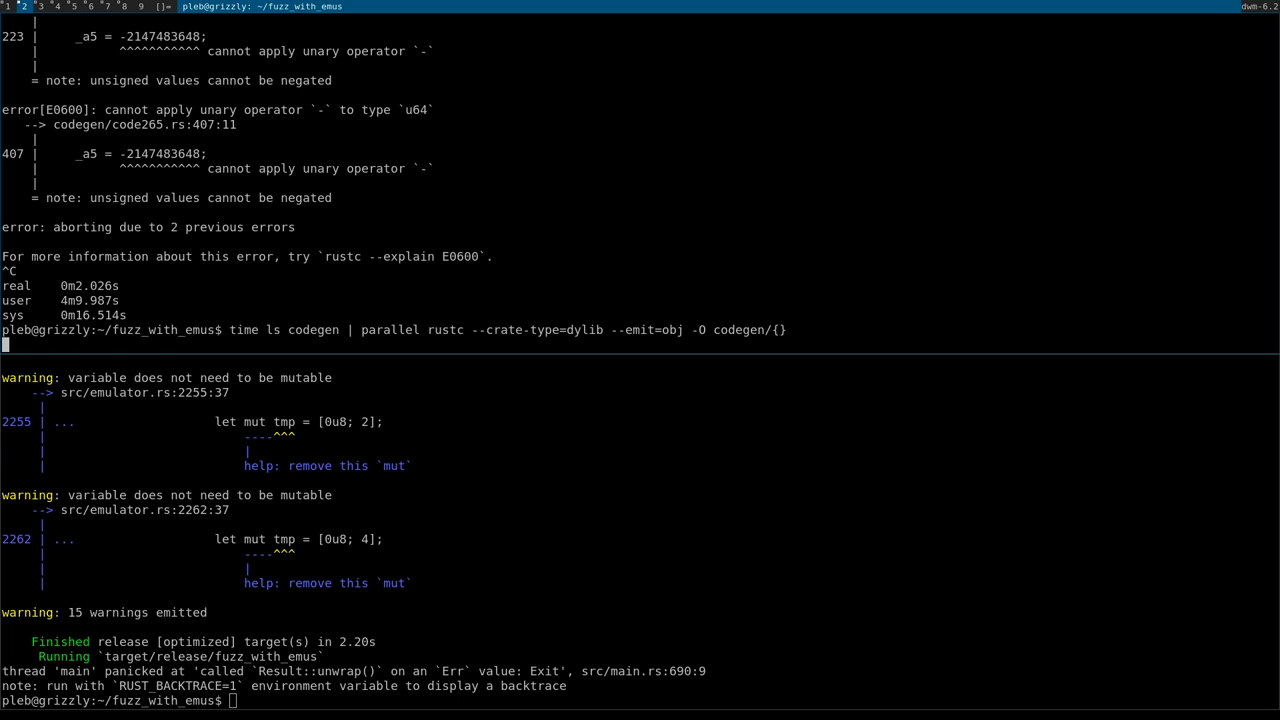 1 2 3 4 5 6 7 8 9 []= pleb@grizzly: ~/fuzz_with_emus dwm-6.2
|
223 |     _a5 = -2147483648;
|           ^^^^^^^^^^^ cannot apply unary operator `-`
|
= note: unsigned values cannot be negated
error[E0600]: cannot apply unary operator `-` to type `u64`
--> codegen/code265.rs:407:11
|
407 |     _a5 = -2147483648;
|           ^^^^^^^^^^^ cannot apply unary operator `-`
|
= note: unsigned values cannot be negated
error: aborting due to 2 previous errors
For more information about this error, try `rustc --explain E0600`.
^C
real    0m2.026s
user    4m9.987s
sys     0m16.514s
pleb@grizzly:~/fuzz_with_emus$ time ls codegen | parallel rustc --crate-type=dylib --emit=obj -O codegen/{}
warning: variable does not need to be mutable
--> src/emulator.rs:2255:37
|
2255 | ...                   let mut tmp = [0u8; 2];
|                           ----^^^
|                           |
|                           help: remove this `mut`
warning: variable does not need to be mutable
--> src/emulator.rs:2262:37
|
2262 | ...                   let mut tmp = [0u8; 4];
|                           ----^^^
|                           |
|                           help: remove this `mut`
warning: 15 warnings emitted
Finished release [optimized] target(s) in 2.20s
Running `target/release/fuzz_with_emus`
thread 'main' panicked at 'called `Result::unwrap()` on an `Err` value: Exit', src/main.rs:690:9
note: run with `RUST_BACKTRACE=1` environment variable to display a backtrace
pleb@grizzly:~/fuzz_with_emus$